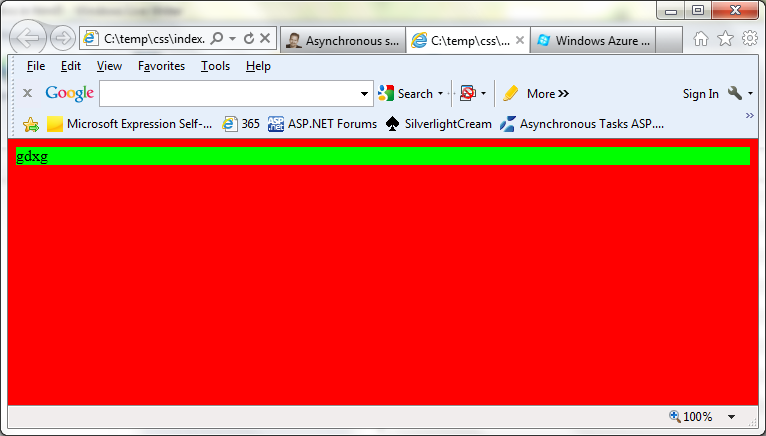 C:\temp\css\index.
Asynchronous s...
C:\temp\css\...
Windows Azure ...
File Edit View Favorites Tools Help
x Google Search More >> Sign In
Microsoft Expression Self-... 365 ASP.NET Forums SilverlightCream Asynchronous Tasks ASP.... >>
gdxg
100%